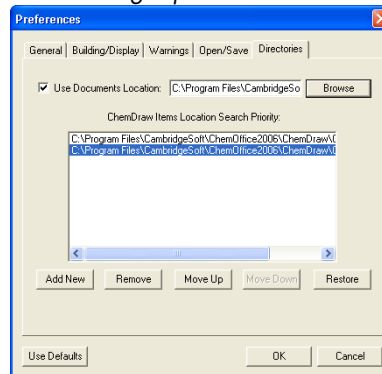 Preferences
General Building/Display Warnings Open/Save Directories
Use Documents Location: C:\Program Files\CambridgeSo Browse
ChemDraw Items Location Search Priority:
C:\Program Files\CambridgeSoft\ChemOffice2006\ChemDraw\
C:\Program Files\CambridgeSoft\ChemOffice2006\ChemDraw\
Add New Remove Move Up Move Down Restore
Use Defaults OK Cancel